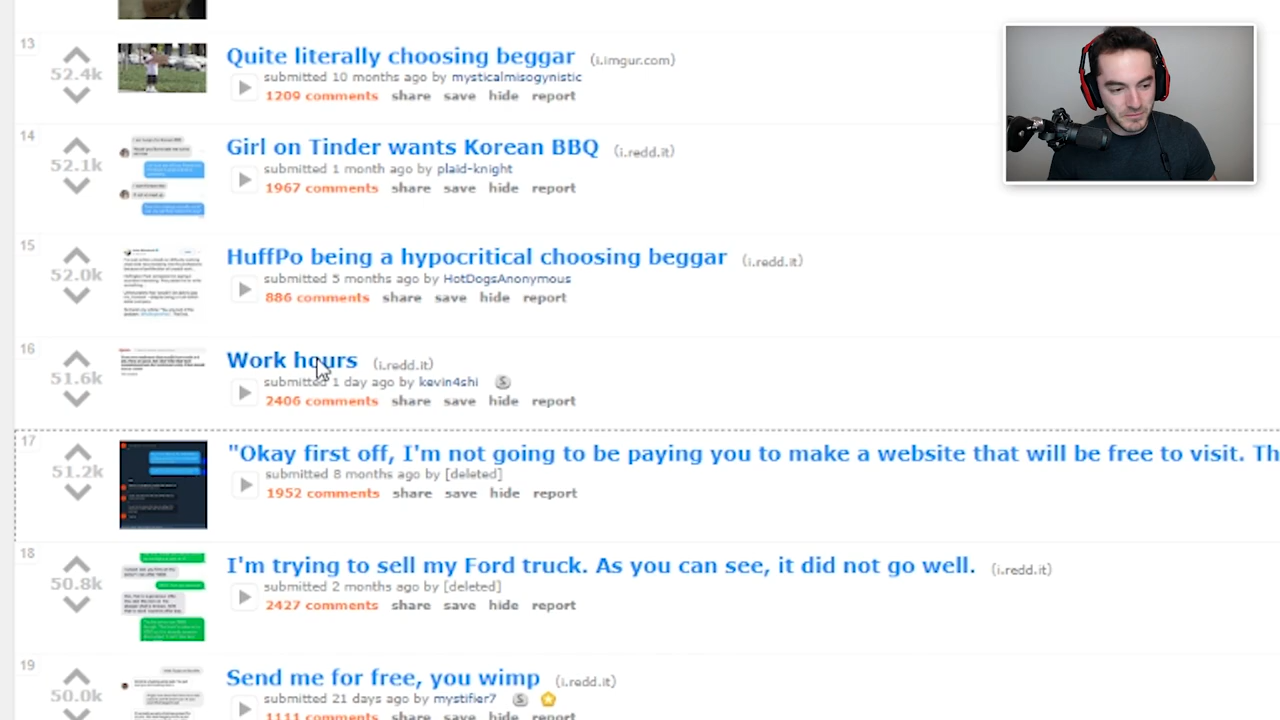 13
52.4k
Quite literally choosing beggar (i.imgur.com)
submitted 10 months ago by mysticalmisogynistic
1209 comments share save hide report
14
52.1k
Girl on Tinder wants Korean BBQ (i.redd.it)
submitted 1 month ago by plaid-knight
1967 comments share save hide report
15
52.0k
HuffPo being a hypocritical choosing beggar (i.redd.it)
submitted 5 months ago by HotDogsAnonymous
886 comments share save hide report
16
51.6k
Work hours (i.redd.it)
submitted 1 day ago by kevin4shi S
2406 comments share save hide report
17
51.2k
"Okay first off, I'm not going to be paying you to make a website that will be free to visit. Th
submitted 8 months ago by [deleted]
1952 comments share save hide report
18
50.8k
I'm trying to sell my Ford truck. As you can see, it did not go well. (i.redd.it)
submitted 2 months ago by [deleted]
2427 comments share save hide report
19
50.0k
Send me for free, you wimp (i.redd.it)
submitted 21 days ago by mystifier7 S
1111 comments share save hide report